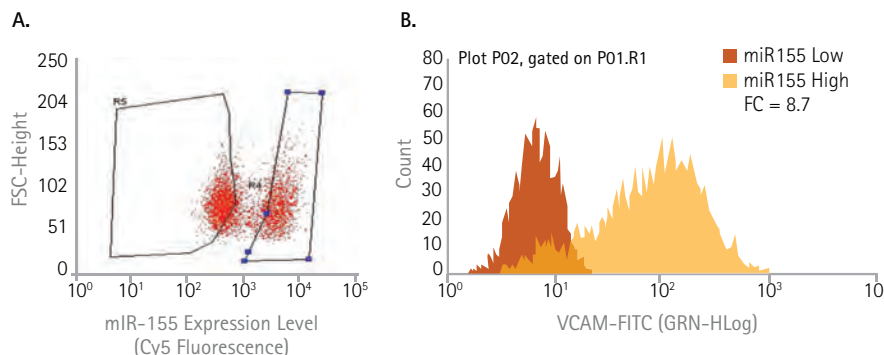 A.
250
204
153
102
51
0
R5
R4
FSC-Height
10⁰ 10¹ 10² 10³ 10⁴ 10⁵
mIR-155 Expression Level
(Cy5 Fluorescence)
B.
80
70
60
50
40
30
20
10
0
Count
Plot P02, gated on P01.R1
miR155 Low
miR155 High
FC = 8.7
10⁰ 10¹ 10² 10³ 10
VCAM-FITC (GRN-HLog)